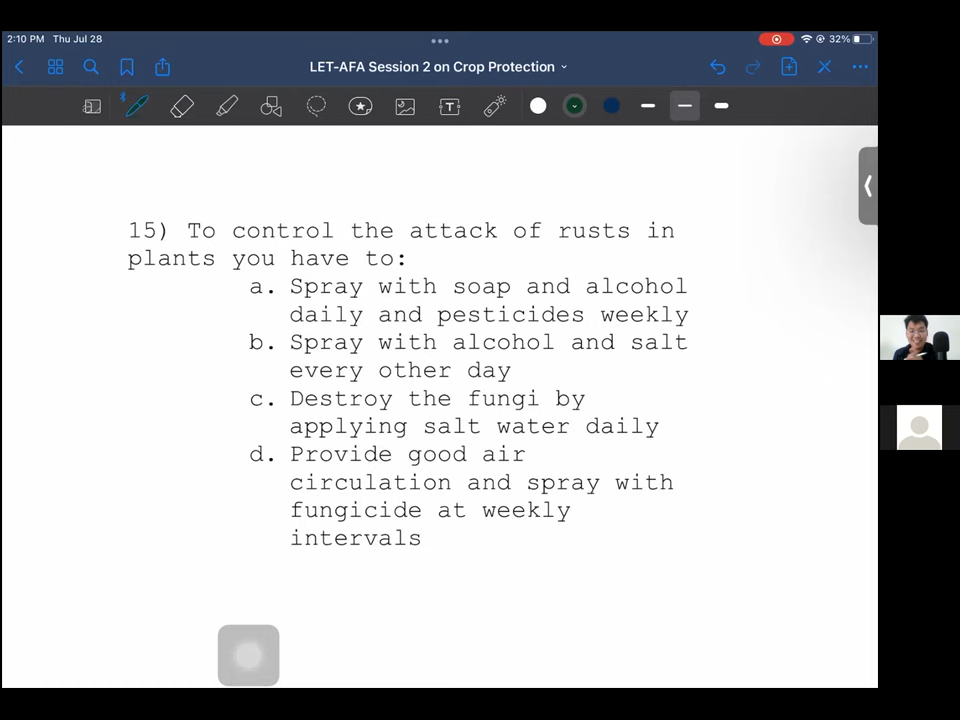 2:10 PM Thu Jul 28
32%
LET-AFA Session 2 on Crop Protection
T
15) To control the attack of rusts in
plants you have to:
a. Spray with soap and alcohol
daily and pesticides weekly
b. Spray with alcohol and salt
every other day
c. Destroy the fungi by
applying salt water daily
d. Provide good air
circulation and spray with
fungicide at weekly
intervals